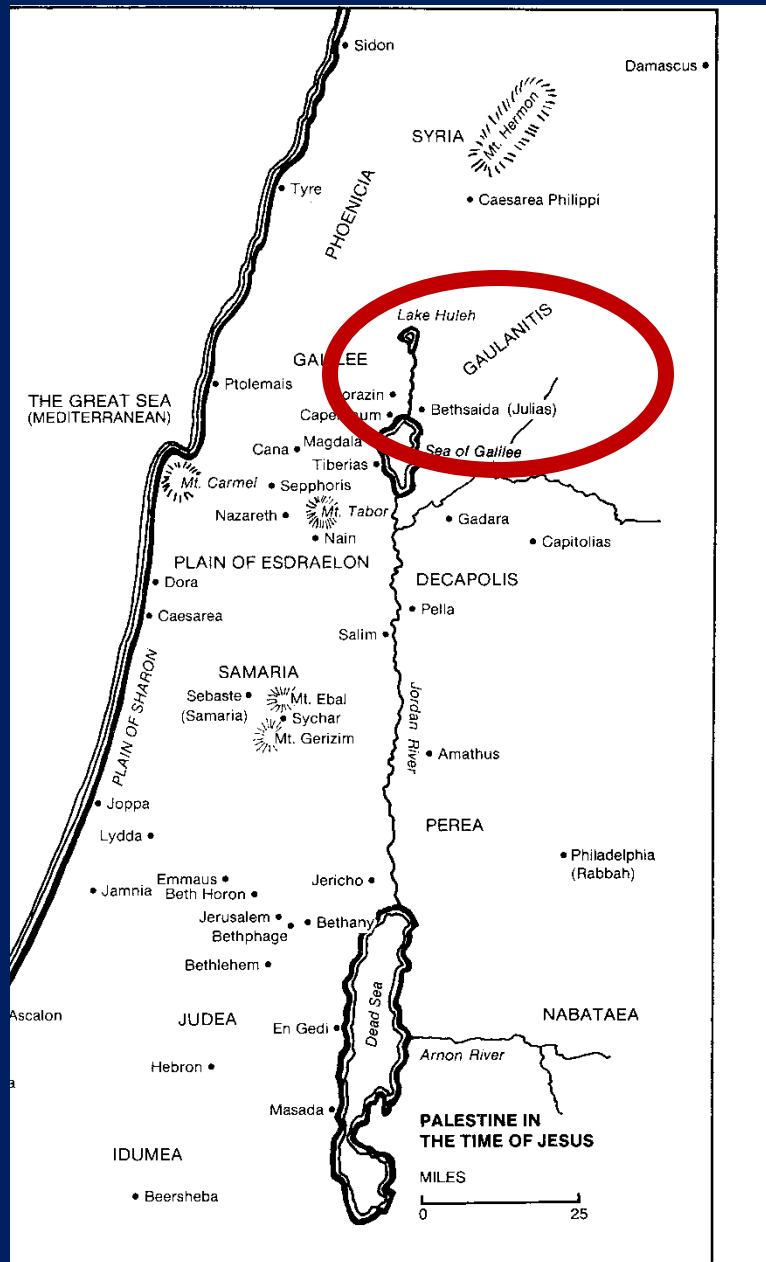 Sidon
Damascus
Mt. Hermon
SYRIA
PHOENICIA
Tyre
Caesarea Philippi
Lake Huleh
GAULANITIS
GALILEE
Ptolemais
orazin
THE GREAT SEA
(MEDITERRANEAN)
Bethsaida (Julias)
Magdala
Cana
Sea of Galilee
Tiberias
Mt. Carmel
Sepphoris
Mt. Tabor
Nazareth
Gadara
Nain
Capitolias
PLAIN OF ESDRAELON
DECAPOLIS
Dora
Pella
Caesarea
Salim
PLAIN OF SHARON
SAMARIA
Sebaste
(Samaria)
Mt. Ebal
Sychar
Mt. Gerizim
Jordan River
Amathus
Joppa
PEREA
Lydda
Philadelphia
(Rabbah)
Emmaus
Jericho
Jamnia
Beth Horon
Jerusalem
Bethany
Bethphage
Bethlehem
Dead Sea
Ascalon
JUDEA
En Gedi
NABATAEA
Arnon River
Hebron
a
Masada
PALESTINE IN
THE TIME OF JESUS
IDUMEA
MILES
Beersheba
0 25